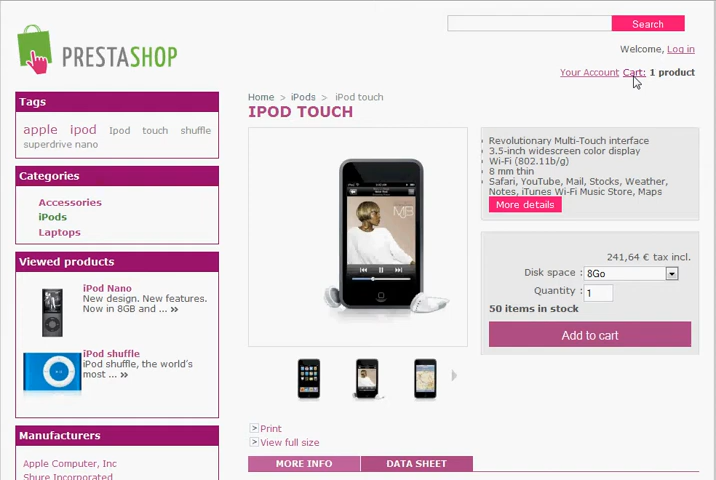 Search
PRESTASHOP
Welcome, Log in
Your Account Cart: 1 product
Tags
apple ipod Ipod touch shuffle
superdrive nano
Categories
Accessories
iPods
Laptops
Viewed products
iPod Nano
New design. New features.
Now in 8GB and ... »
iPod shuffle
iPod shuffle, the world's
most ... »
Manufacturers
Apple Computer, Inc
Shure Incorporated
Home > iPods > iPod touch
IPOD TOUCH
Revolutionary Multi-Touch interface
3.5-inch widescreen color display
Wi-Fi (802.11b/g)
8 mm thin
Safari, YouTube, Mail, Stocks, Weather,
Notes, iTunes Wi-Fi Music Store, Maps
More details
241,64 € tax incl.
Disk space : 8Go
Quantity : 1
50 items in stock
Add to cart
> Print
> View full size
MORE INFO
DATA SHEET